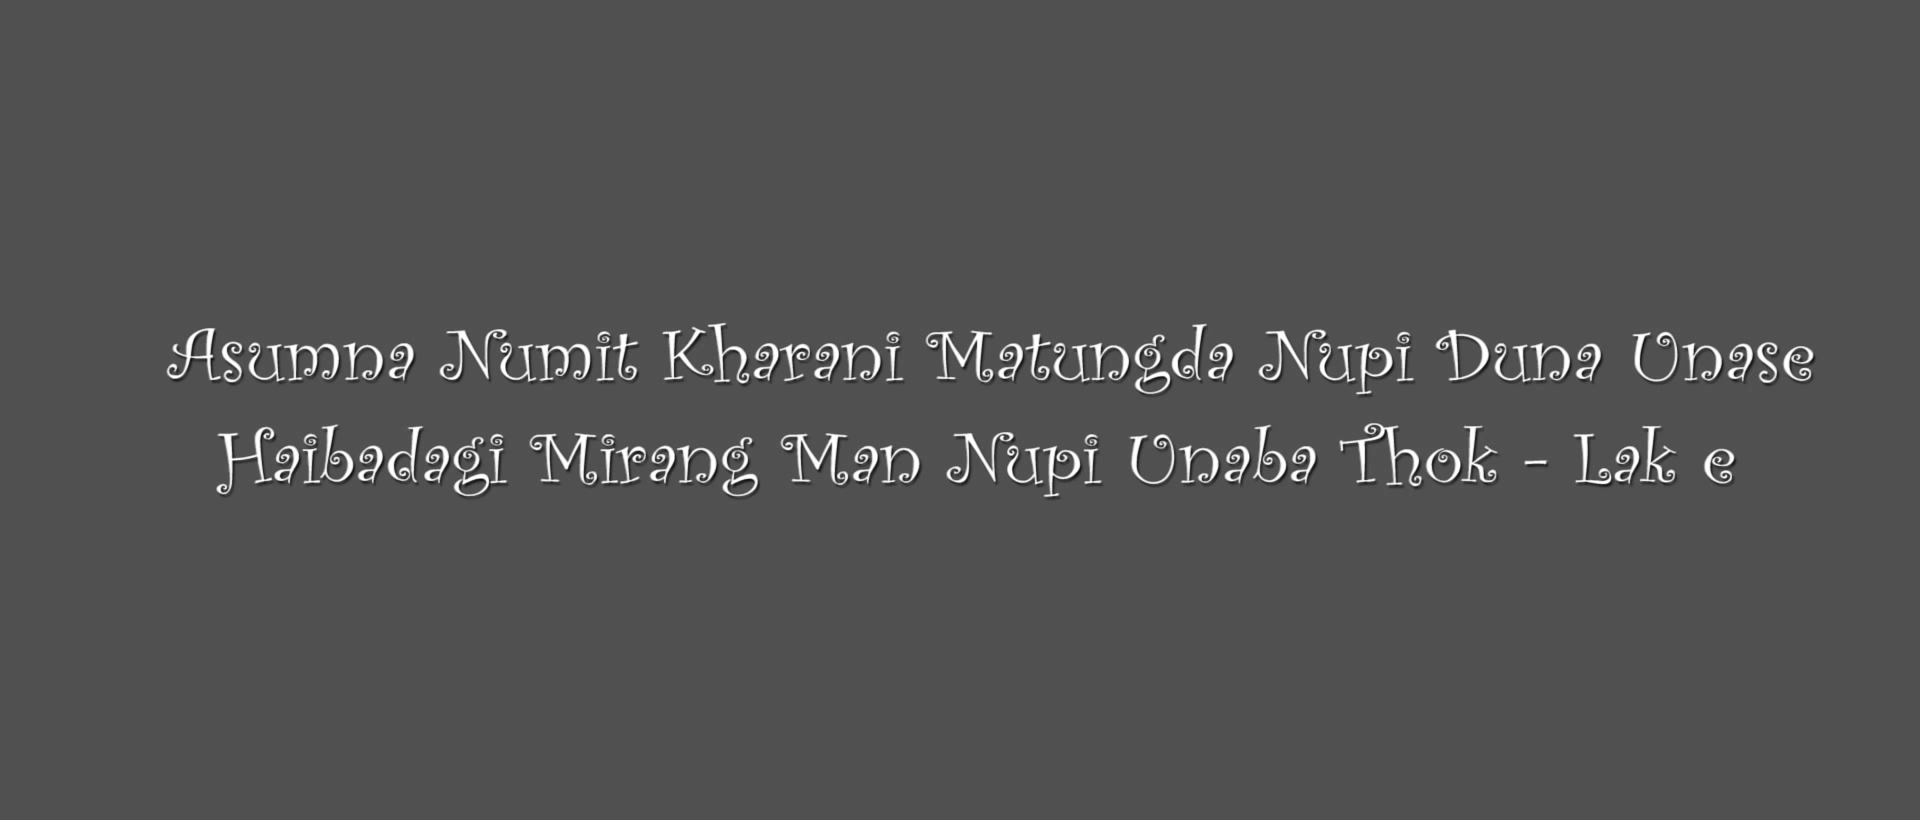 Asumna Numit Kharani Matungda Nupi Duna Unase
Haibadagi Mirang Man Nupi Unaba Thok - Lak e